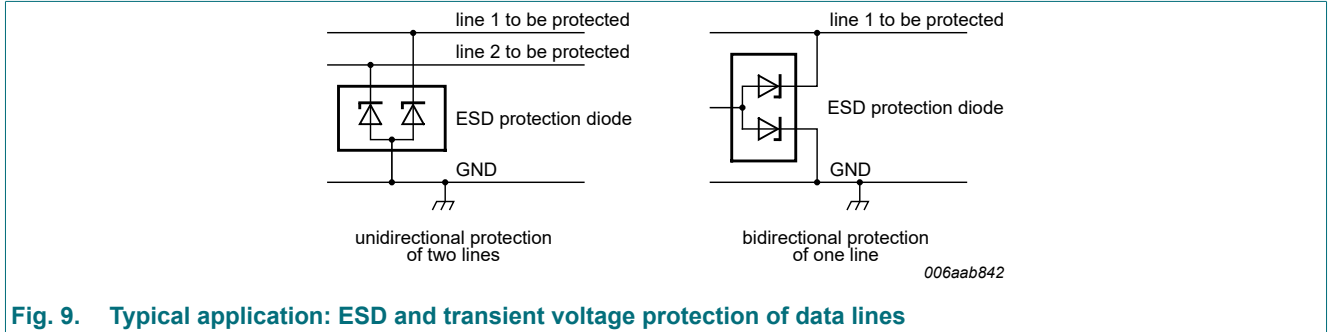 line 1 to be protected
line 2 to be protected
ESD protection diode
GND
unidirectional protection
of two lines
line 1 to be protected
ESD protection diode
GND
bidirectional protection
of one line
006aab842
Fig. 9. Typical application: ESD and transient voltage protection of data lines